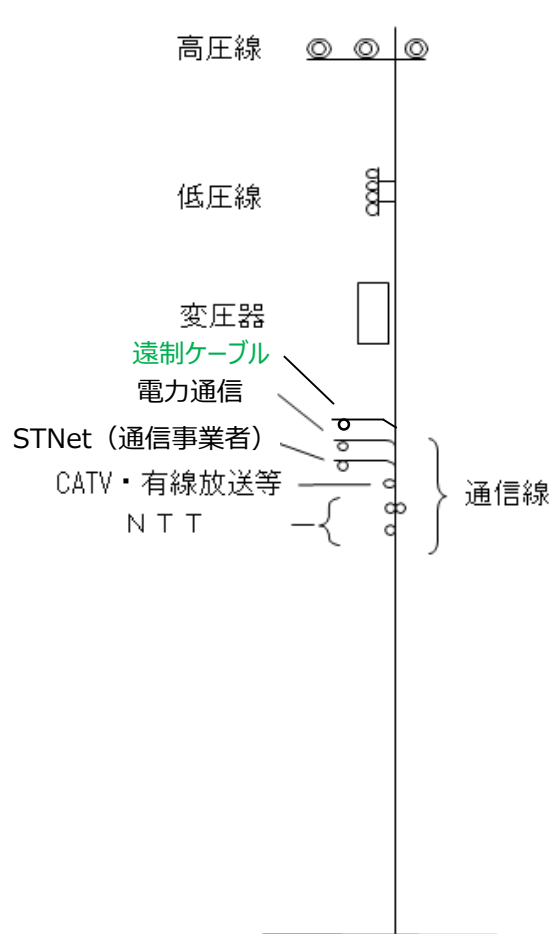 高圧線
低圧線
変圧器
遠制ケーブル
電力通信
STNet（通信事業者）
CATV・有線放送等
ＮＴＴ
通信線